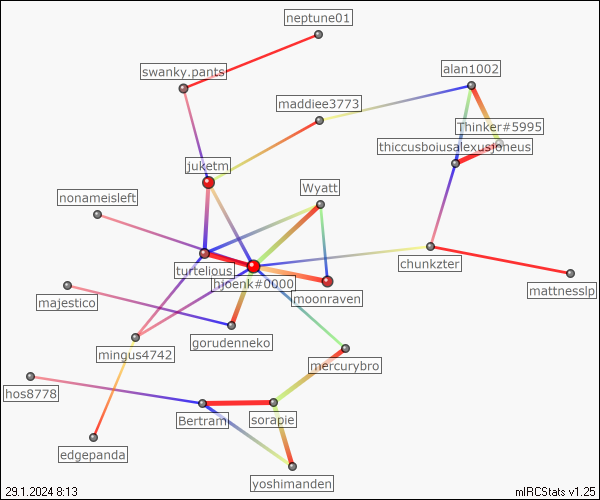 neptune01
swanky.pants
alan1002
maddiee3773
Thinker#5995
thiccusboiusalexusjoneus
juketm
Wyatt
nonameisleft
turtelious
chunkzter
bjoenk#0000
mattnesslp
majestico
moonraven
gorudenneko
mingus4742
mercurybro
hos8778
Bertram
sorapie
edgepanda
yoshimanden
29.1.2024 8:13
mIRCStats v1.25